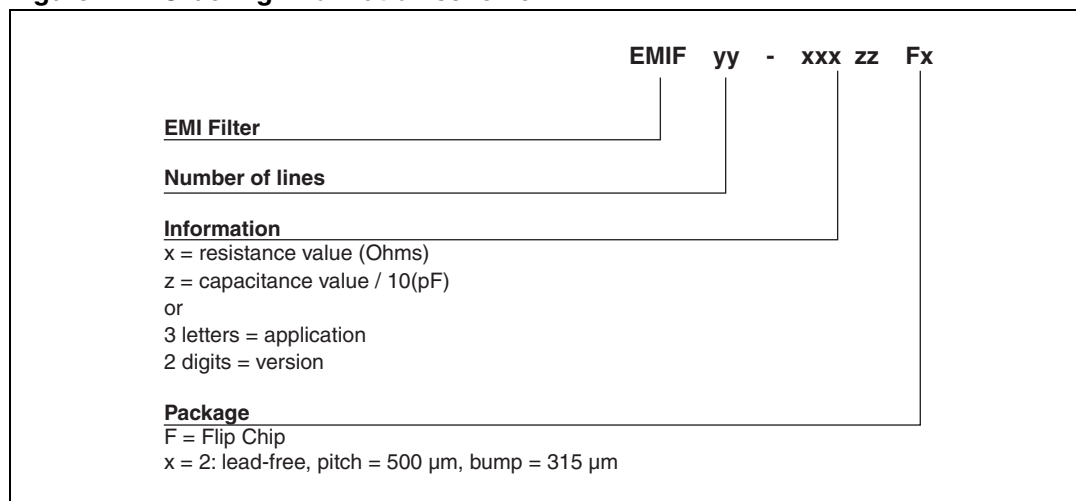 EMIF yy - xxx zz Fx
EMI Filter
Number of lines
Information
x = resistance value (Ohms)
z = capacitance value / 10(pF)
or
3 letters = application
2 digits = version
Package
F = Flip Chip
x = 2: lead-free, pitch = 500 µm, bump = 315 µm